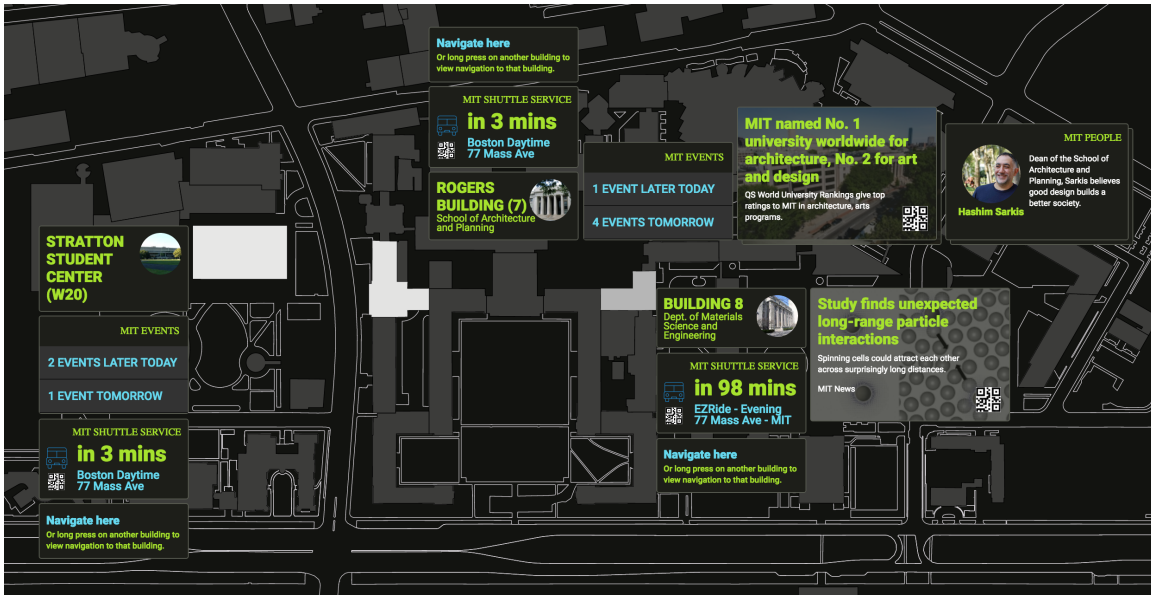 Navigate here
Or long press on another building to
view navigation to that building.
MIT SHUTTLE SERVICE
in 3 mins
Boston Daytime
77 Mass Ave
ROGERS
BUILDING (7)
School of Architecture
and Planning
MIT EVENTS
1 EVENT LATER TODAY
4 EVENTS TOMORROW
MIT named No. 1
university worldwide for
architecture, No. 2 for art
and design
QS World University Rankings give top
ratings to MIT in architecture, arts
programs.
MIT PEOPLE
Hashim Sarkis
Dean of the School of
Architecture and
Planning, Sarkis believes
good design builds a
better society.
STRATTON
STUDENT
CENTER
(W20)
MIT EVENTS
2 EVENTS LATER TODAY
1 EVENT TOMORROW
MIT SHUTTLE SERVICE
in 3 mins
Boston Daytime
77 Mass Ave
Navigate here
Or long press on another building to
view navigation to that building.
BUILDING 8
Dept. of Materials
Science and
Engineering
MIT SHUTTLE SERVICE
in 98 mins
EZRide - Evening
77 Mass Ave - MIT
Navigate here
Or long press on another building to
view navigation to that building.
Study finds unexpected
long-range particle
interactions
Spinning cells could attract each other
across surprisingly long distances.
MIT News